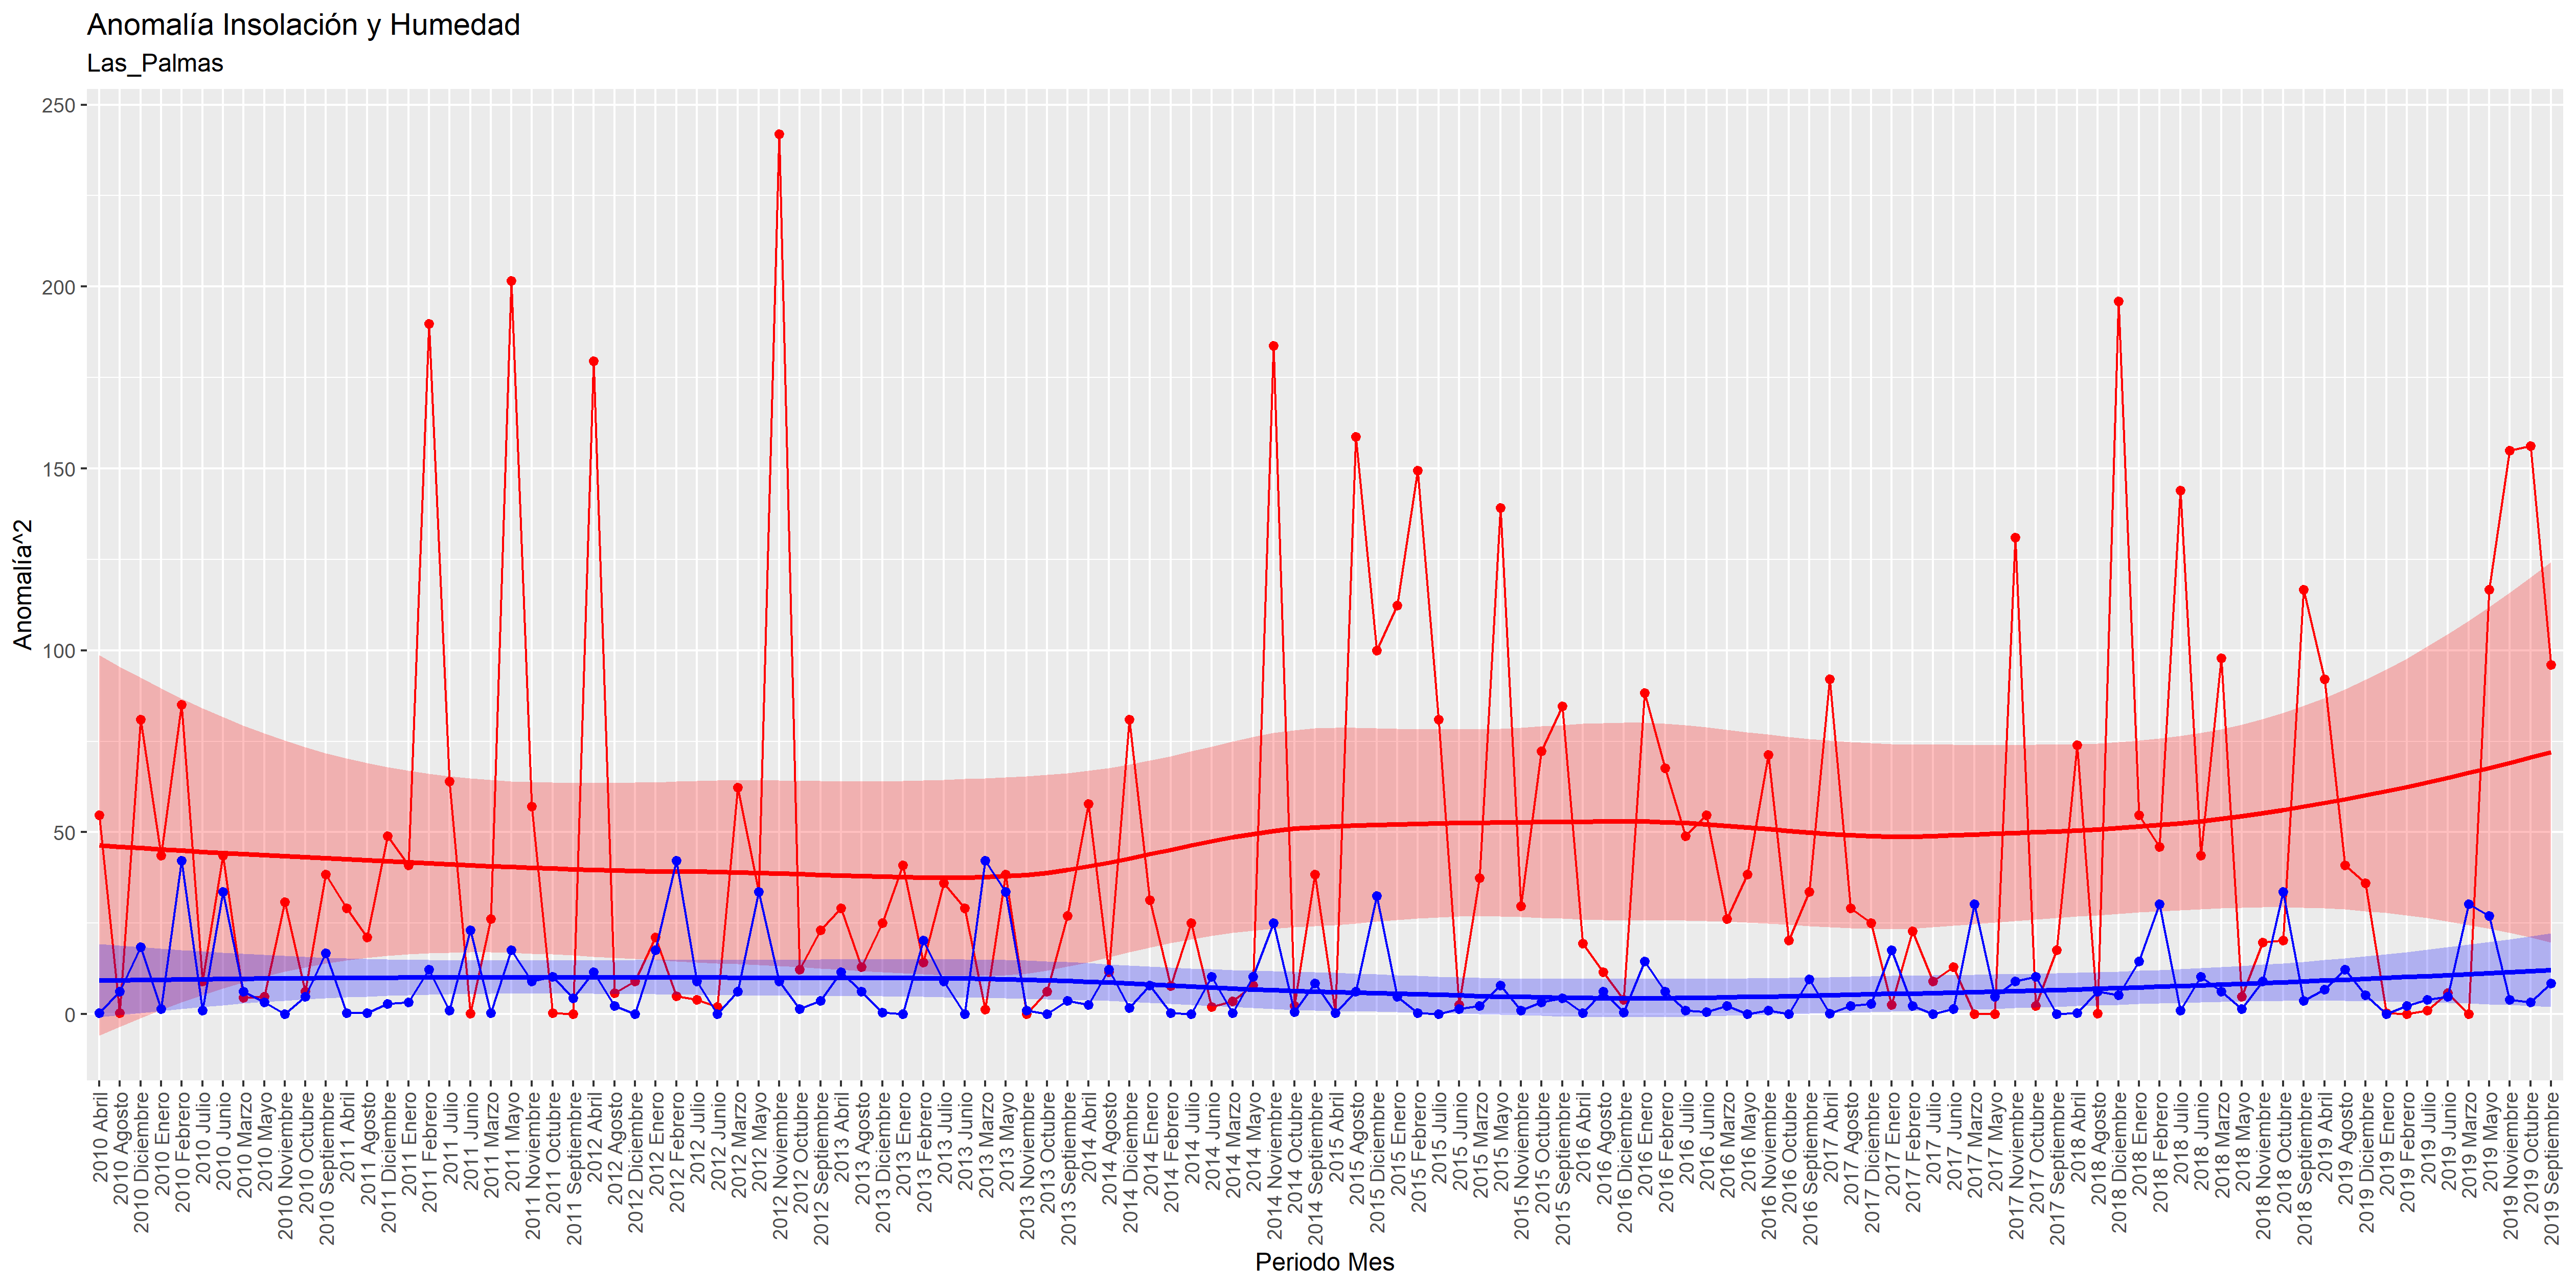 Anomalía Insolación y Humedad
Las_Palmas
Anomalía^2
250
200
150
100
50
0
2010 Abril
2010 Agosto
2010 Diciembre
2010 Enero
2010 Febrero
2010 Julio
2010 Junio
2010 Marzo
2010 Mayo
2010 Noviembre
2010 Octubre
2010 Septiembre
2011 Abril
2011 Agosto
2011 Diciembre
2011 Enero
2011 Febrero
2011 Julio
2011 Junio
2011 Marzo
2011 Mayo
2011 Noviembre
2011 Octubre
2011 Septiembre
2012 Abril
2012 Agosto
2012 Diciembre
2012 Enero
2012 Febrero
2012 Julio
2012 Junio
2012 Marzo
2012 Mayo
2012 Noviembre
2012 Octubre
2012 Septiembre
2013 Abril
2013 Agosto
2013 Diciembre
2013 Enero
2013 Febrero
2013 Julio
2013 Junio
2013 Marzo
2013 Mayo
2013 Noviembre
2013 Octubre
2013 Septiembre
2014 Abril
2014 Agosto
2014 Diciembre
2014 Enero
2014 Febrero
2014 Julio
2014 Junio
2014 Marzo
2014 Mayo
2014 Noviembre
2014 Octubre
2014 Septiembre
2015 Abril
2015 Agosto
2015 Diciembre
2015 Enero
2015 Febrero
2015 Julio
2015 Junio
2015 Marzo
2015 Mayo
2015 Noviembre
2015 Octubre
2015 Septiembre
2016 Abril
2016 Agosto
2016 Diciembre
2016 Enero
2016 Febrero
2016 Julio
2016 Junio
2016 Marzo
2016 Mayo
2016 Noviembre
2016 Octubre
2016 Septiembre
2017 Abril
2017 Agosto
2017 Diciembre
2017 Enero
2017 Febrero
2017 Julio
2017 Junio
2017 Marzo
2017 Mayo
2017 Noviembre
2017 Octubre
2017 Septiembre
2018 Abril
2018 Agosto
2018 Diciembre
2018 Enero
2018 Febrero
2018 Julio
2018 Junio
2018 Marzo
2018 Mayo
2018 Noviembre
2018 Octubre
2018 Septiembre
2019 Abril
2019 Agosto
2019 Diciembre
2019 Enero
2019 Febrero
2019 Julio
2019 Junio
2019 Marzo
2019 Mayo
2019 Noviembre
2019 Octubre
2019 Septiembre
Periodo Mes